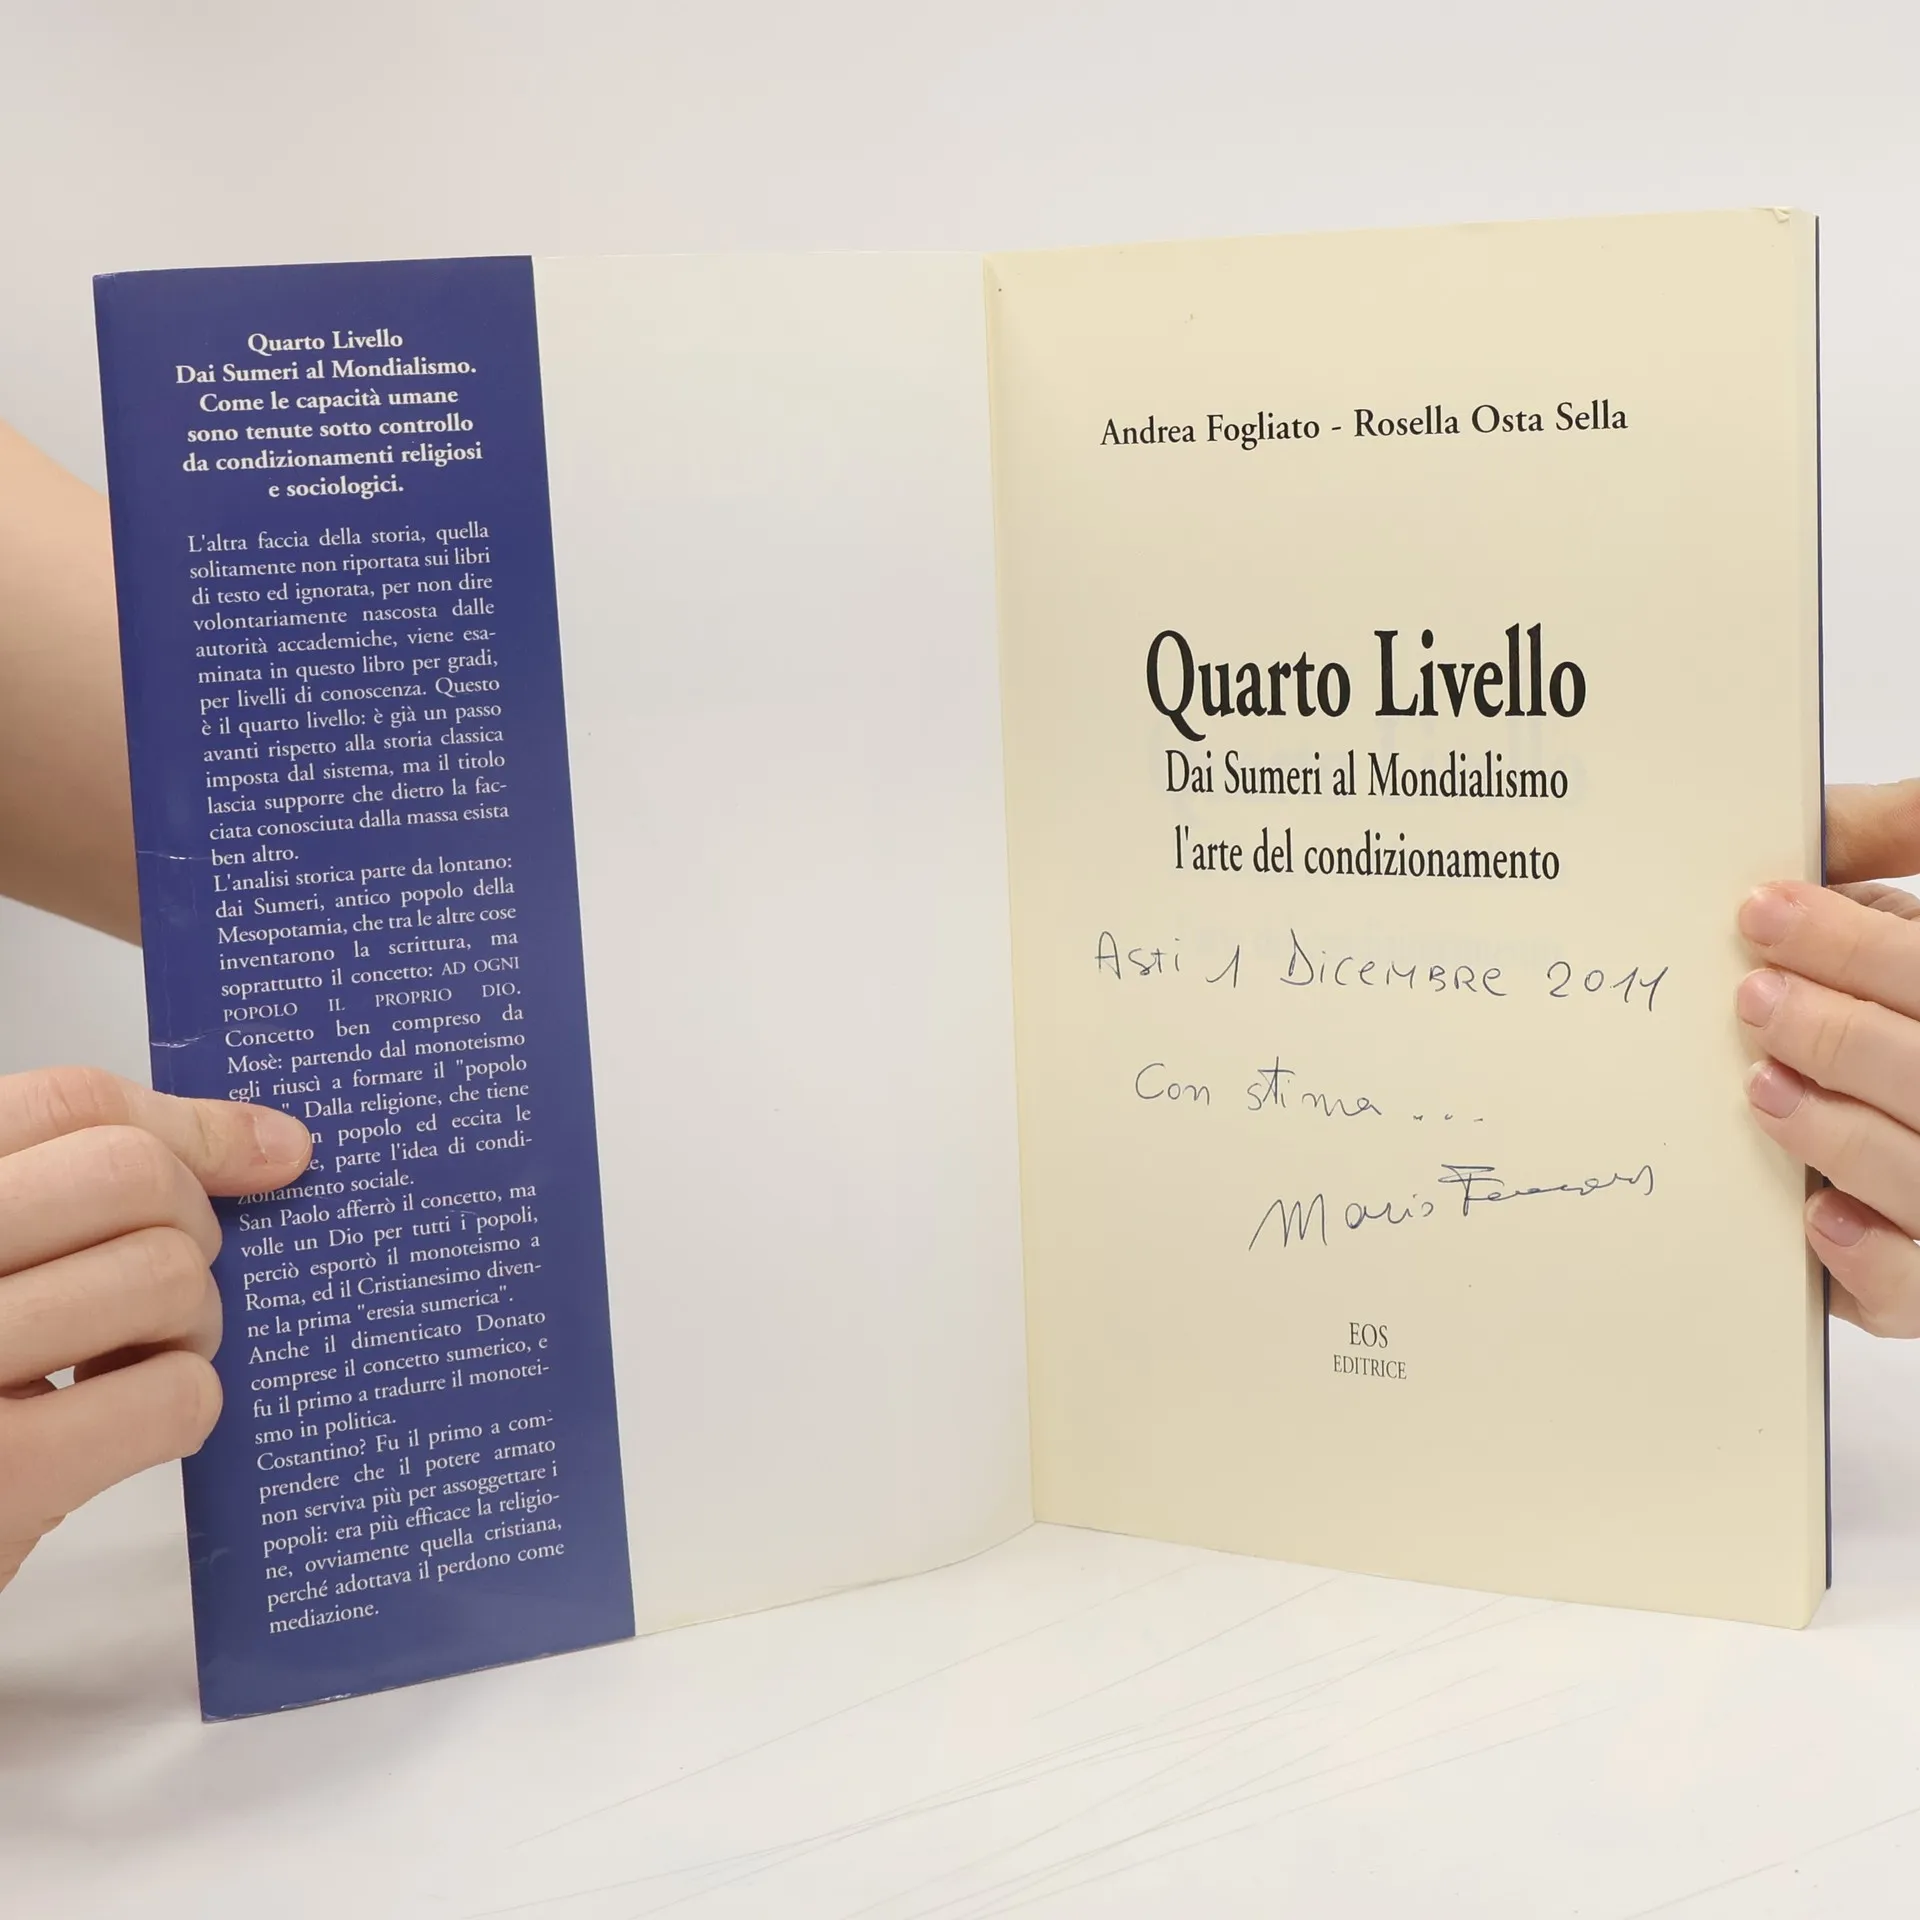 Quarto Livello
Dai Sumeri al Mondialismo.
Come le capacità umane
sono tenute sotto controllo
da condizionamenti religiosi
e sociologici.
L'altra faccia della storia, quella
solitamente non riportata sui libri
di testo ed ignorata, per non dire
volontariamente nascosta dalle
autorità accademiche, viene esa-
minata in questo libro per gradi,
per livelli di conoscenza. Questo
è il quarto livello: è già un passo
avanti rispetto alla storia classica
imposta dal sistema, ma il titolo
lascia supporre che dietro la fac-
ciata conosciuta dalla massa esista
ben altro.
L'analisi storica parte da lontano:
dai Sumeri, antico popolo della
Mesopotamia, che tra le altre cose
inventarono la scrittura, ma
soprattutto il concetto: AD OGNI
POPOLO IL PROPRIO DIO.
Concetto ben compreso da
Mosè: partendo dal monoteismo
egli riuscì a formare il "popolo
". Dalla religione, che tiene
popolo ed eccita le
parte l'idea di condi-
zionamento sociale.
San Paolo afferrò il concetto, ma
volle un Dio per tutti i popoli,
perciò esportò il monoteismo a
Roma, ed il Cristianesimo diven-
ne la prima "eresia sumerica".
Anche il dimenticato Donato
comprese il concetto sumerico, e
fu il primo a tradurre il monotei-
smo in politica.
Costantino? Fu il primo a com-
prendere che il potere armato
non serviva più per assoggettare i
popoli: era più efficace la religio-
ne, ovviamente quella cristiana,
perché adottava il perdono come
mediazione.
Andrea Fogliato - Rosella Osta Sella
Quarto Livello
Dai Sumeri al Mondialismo
l'arte del condizionamento
Asti 1 DicEMBRE 2011
Con stima ...
Mario
EOS
EDITRICE